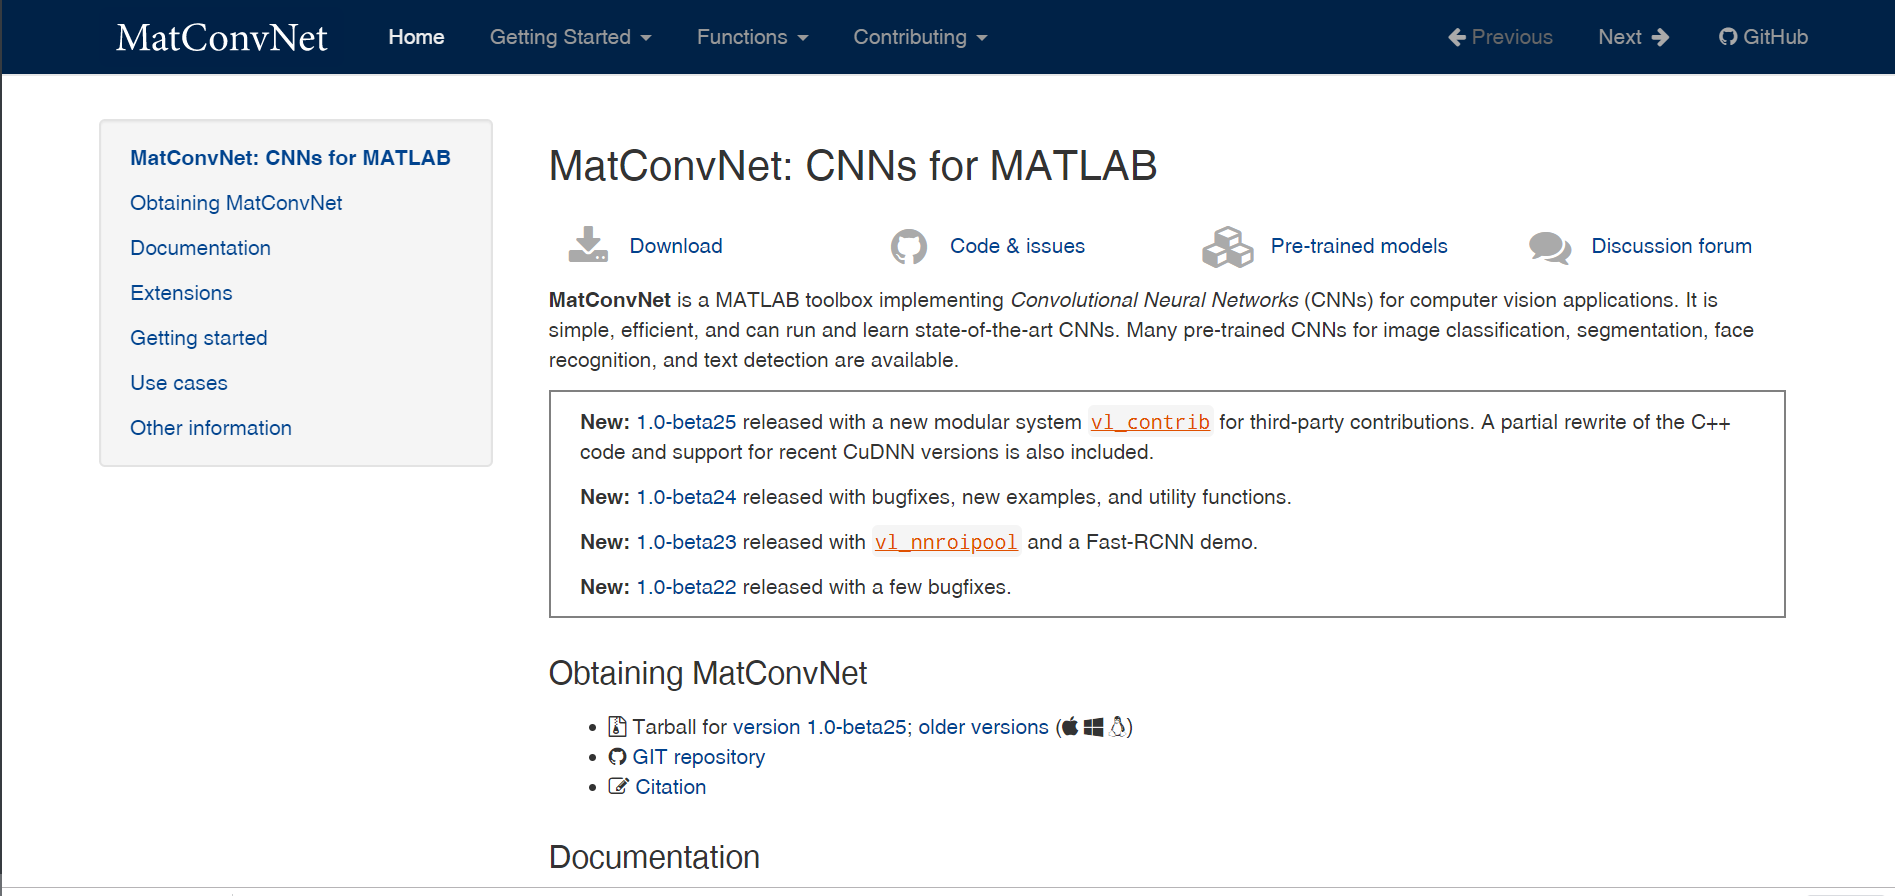 MatConvNet Home Getting Started Functions Contributing Previous Next GitHub
MatConvNet: CNNs for MATLAB
Obtaining MatConvNet
Documentation
Extensions
Getting started
Use cases
Other information
MatConvNet: CNNs for MATLAB
Download Code & issues Pre-trained models Discussion forum
MatConvNet is a MATLAB toolbox implementing Convolutional Neural Networks (CNNs) for computer vision applications. It is
simple, efficient, and can run and learn state-of-the-art CNNs. Many pre-trained CNNs for image classification, segmentation, face
recognition, and text detection are available.
New: 1.0-beta25 released with a new modular system vl_contrib for third-party contributions. A partial rewrite of the C++
code and support for recent CuDNN versions is also included.
New: 1.0-beta24 released with bugfixes, new examples, and utility functions.
New: 1.0-beta23 released with vl_nnroipool and a Fast-RCNN demo.
New: 1.0-beta22 released with a few bugfixes.
Obtaining MatConvNet
• Tarball for version 1.0-beta25; older versions ()
• GIT repository
• Citation
Documentation